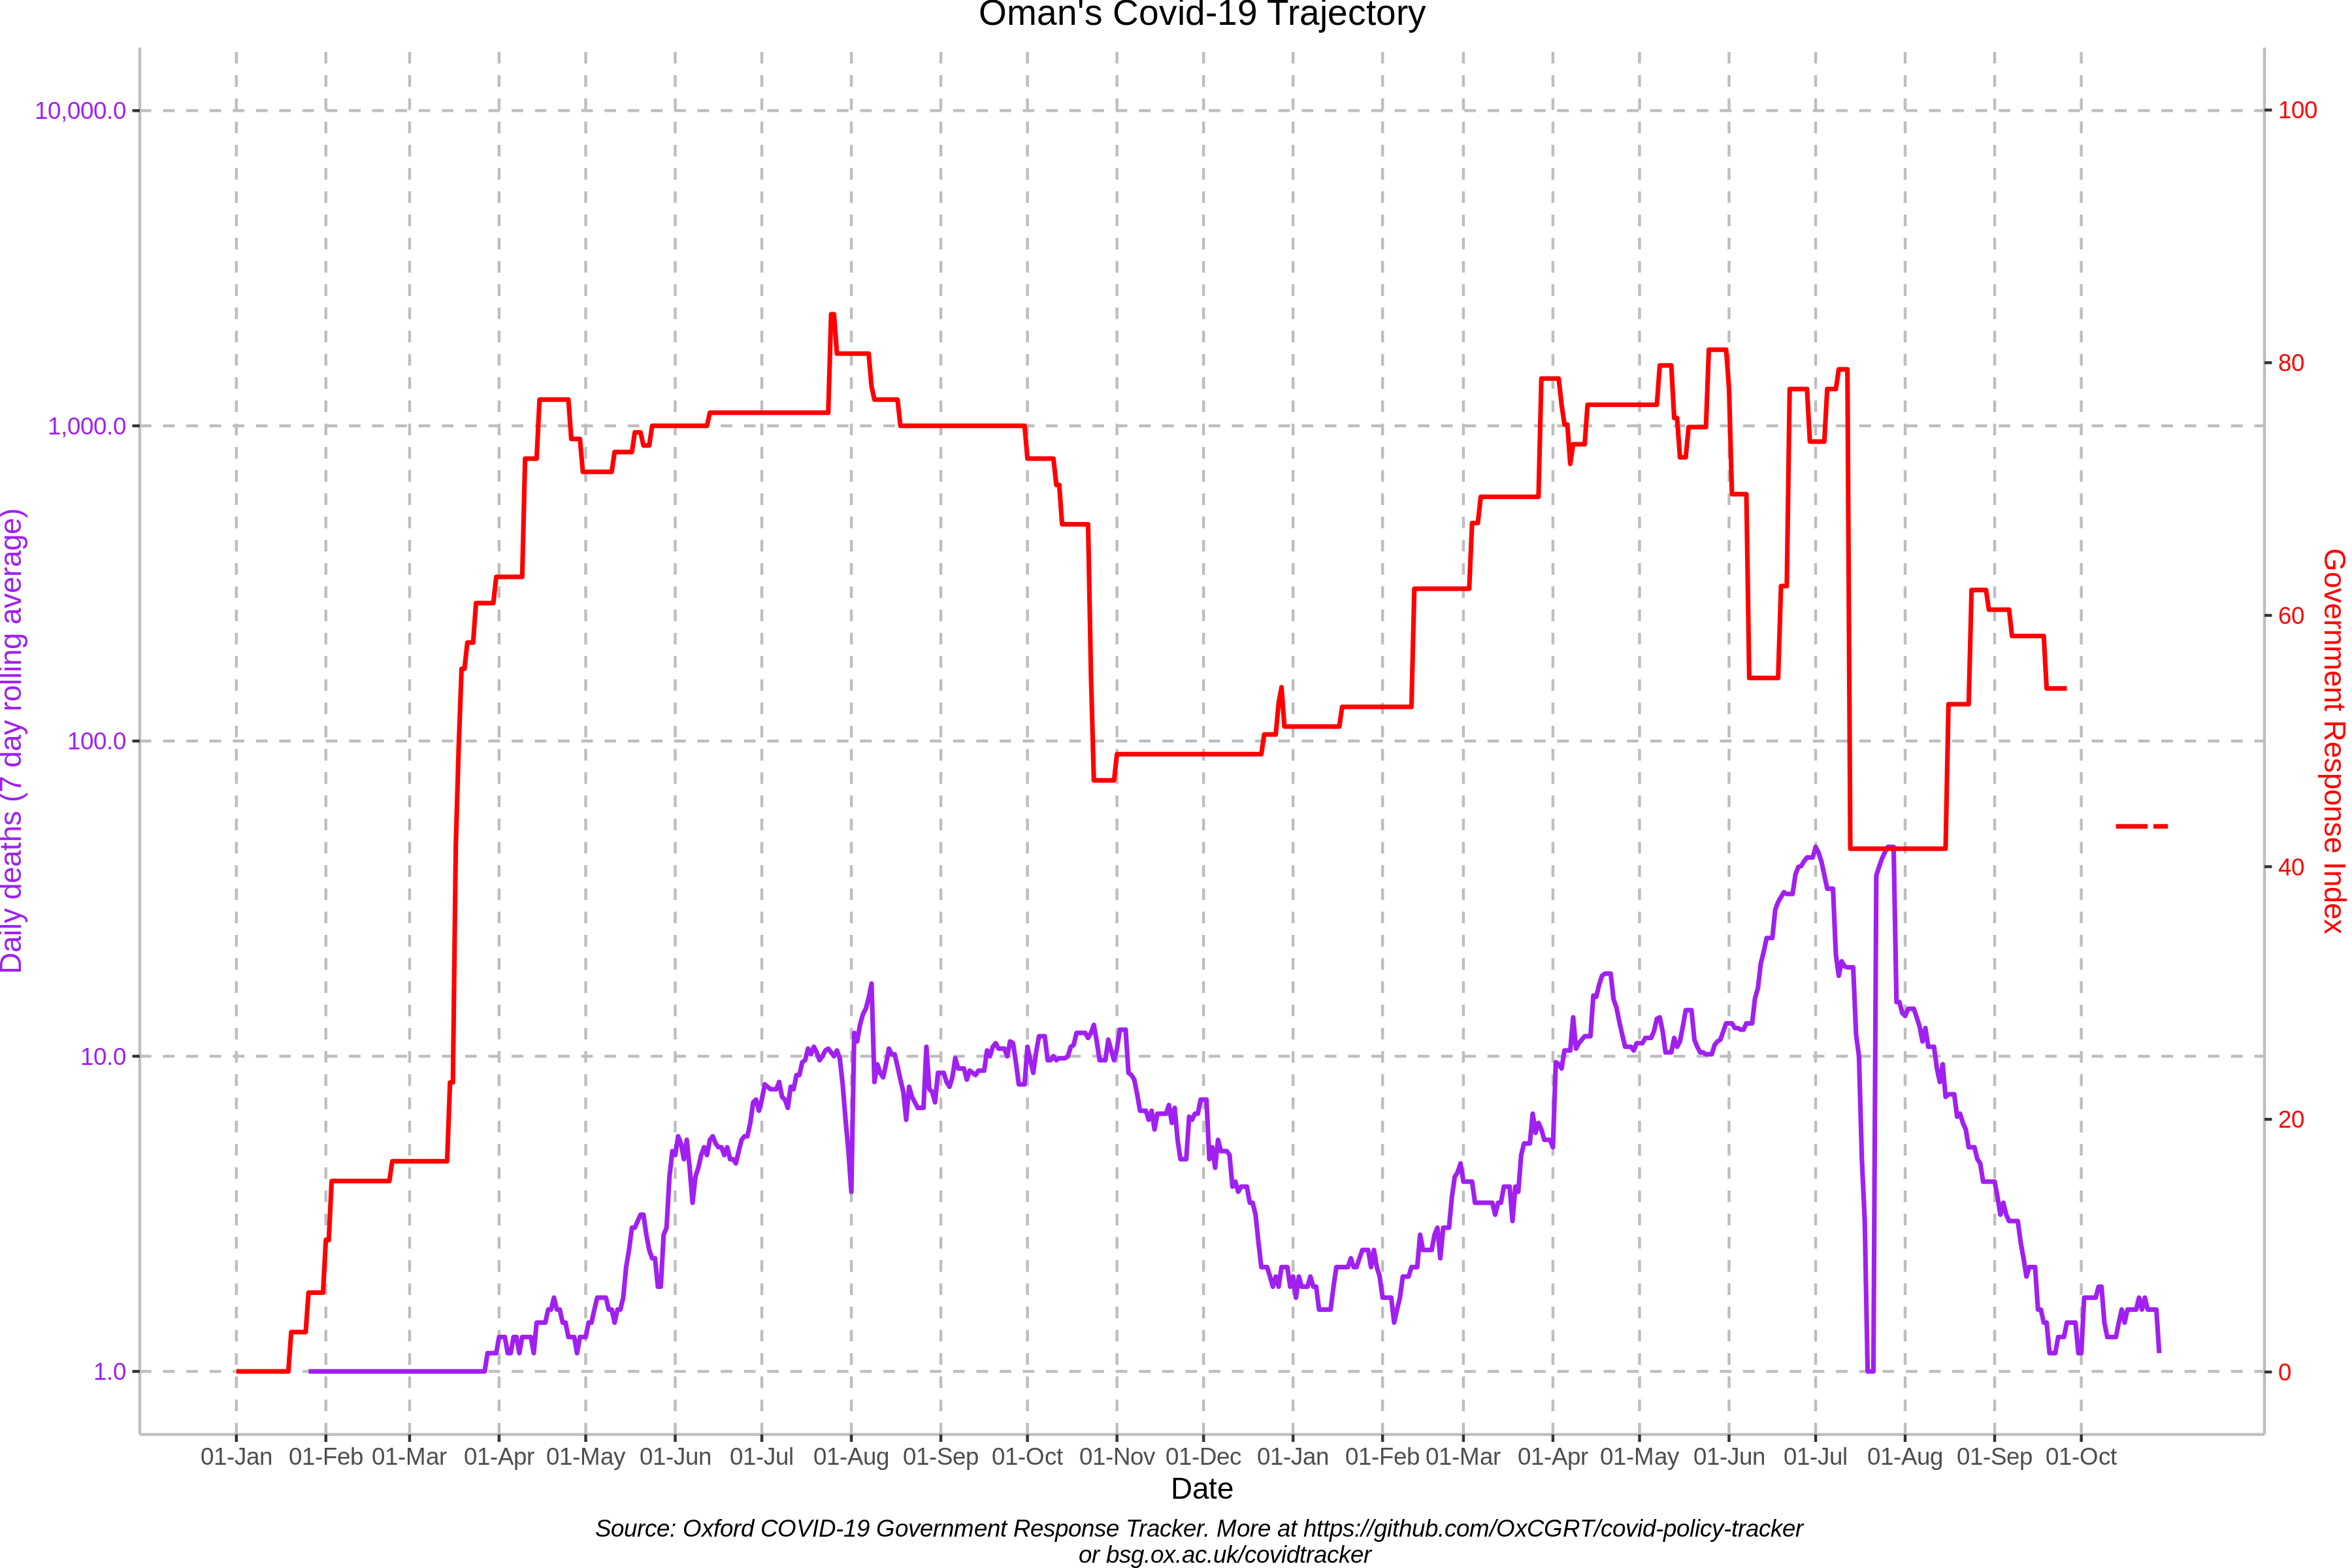 Oman's Covid-19 Trajectory
10,000.0
1,000.0
100.0
10.0
1.0
Daily deaths (7 day rolling average)
100
80
60
40
20
0
Government Response Index
01-Jan 01-Feb 01-Mar 01-Apr 01-May 01-Jun 01-Jul 01-Aug 01-Sep 01-Oct 01-Nov 01-Dec 01-Jan 01-Feb 01-Mar 01-Apr 01-May 01-Jun 01-Jul 01-Aug 01-Sep 01-Oct
Date
Source: Oxford COVID-19 Government Response Tracker. More at https://github.com/OxCGRT/covid-policy-tracker
or bsg.ox.ac.uk/covidtracker